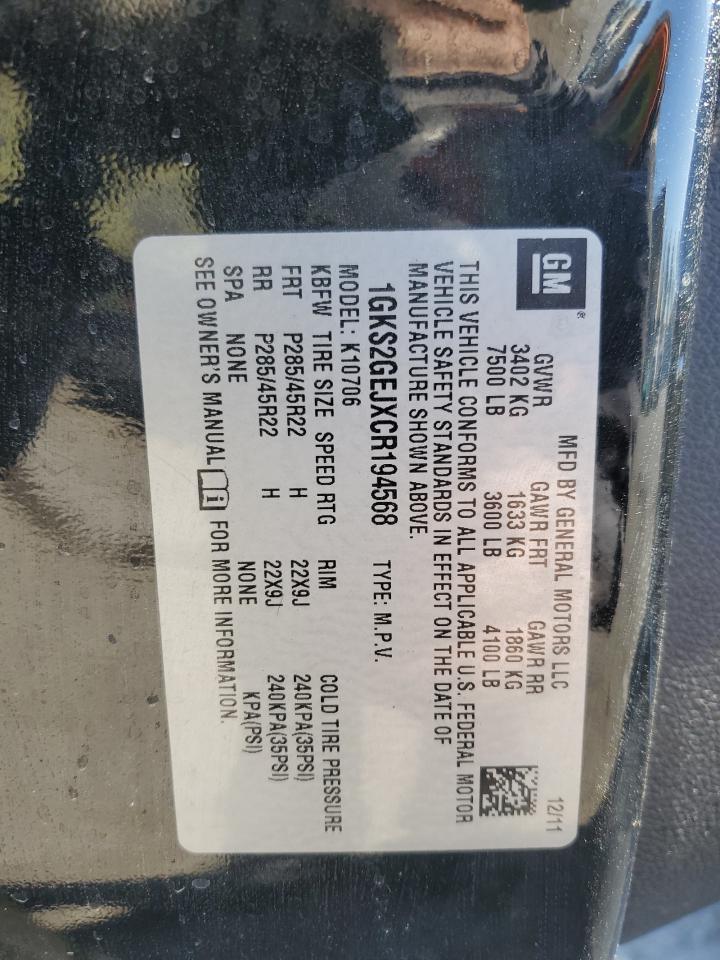 GM®
MFD BY GENERAL MOTORS LLC 12/11
GVWR GAWR FRT GAWR RR
3402 KG 1633 KG 1860 KG
7500 LB 3600 LB 4100 LB
THIS VEHICLE CONFORMS TO ALL APPLICABLE U.S. FEDERAL MOTOR
VEHICLE SAFETY STANDARDS IN EFFECT ON THE DATE OF
MANUFACTURE SHOWN ABOVE.
1GKS2GEJXCR194568 TYPE: M.P.V.
MODEL: K10706
KBFW TIRE SIZE SPEED RTG RIM COLD TIRE PRESSURE
FRT P285/45R22 H 22X9J 240KPA(35PSI)
RR P285/45R22 H 22X9J 240KPA(35PSI)
SPA NONE NONE KPA(PSI)
SEE OWNER'S MANUAL i FOR MORE INFORMATION.